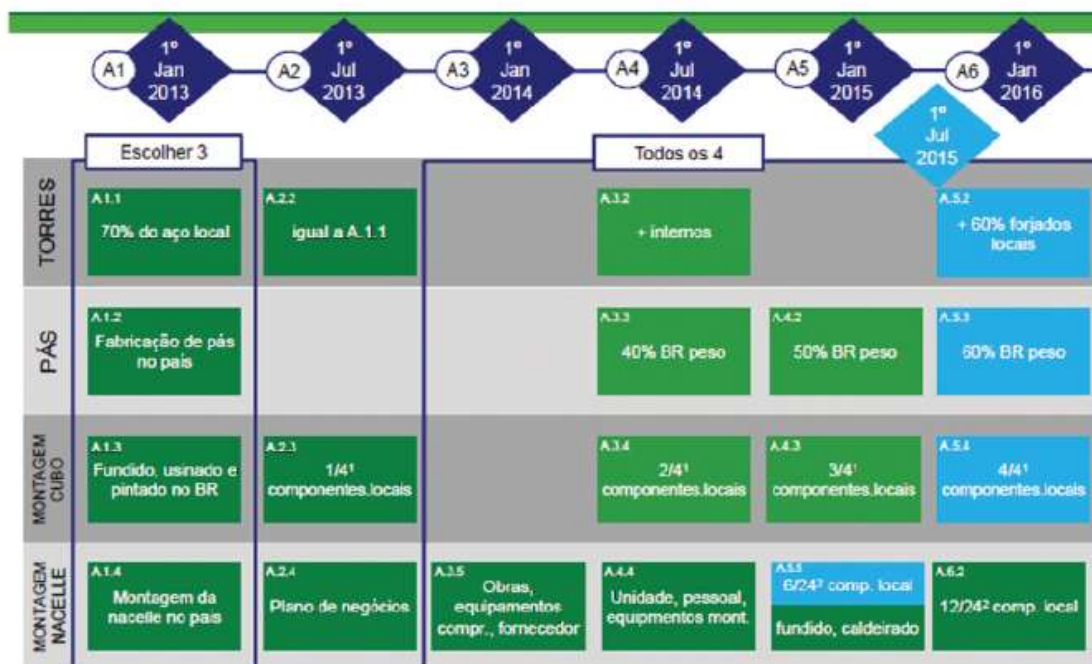 A1
1º
Jan
2013
A2
1º
Jul
2013
A3
1º
Jan
2014
A4
1º
Jul
2014
A5
1º
Jan
2015
A6
1º
Jan
2016
1º
Jul
2015
Escolher 3
Todos os 4
TORRES
A.1.1
70% do aço local
A.2.2
igual a A.1.1
A.3.2
+ internos
A.5.2
+ 60% forjados
locais
PÁS
A.1.2
Fabricação de pás
no país
A.3.3
40% BR peso
A.4.2
50% BR peso
A.5.3
60% BR peso
MONTAGEM
CUBO
A.1.3
Fundido, usinado e
pintado no BR
A.2.3
1/4¹
componentes.locais
A.3.4
2/4¹
componentes.locais
A.4.3
3/4¹
componentes.locais
A.5.4
4/4¹
componentes.locais
MONTAGEM
NACELLE
A.1.4
Montagem da
nacelle no país
A.2.4
Plano de negócios
A.3.5
Obras,
equipamentos
compr., fornecedor
A.4.4
Unidade, pessoal,
equipmentos mont.
A.5.5
6/24² comp. local
fundido, caldeirado
A.6.2
12/24² comp. local